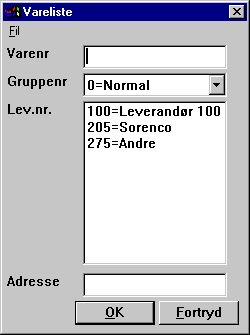 Vareliste
Fil
Varenr
Gruppenr 0=Normal
Lev.nr. 100=Leverandør 100
205=Sorenco
275=Andre
Adresse
OK Fortryd